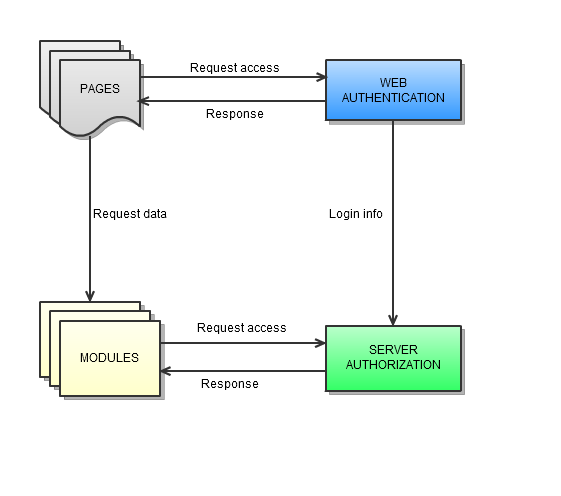 Request access
PAGES
WEB
AUTHENTICATION
Response
Request data
Login info
Request access
MODULES
SERVER
AUTHORIZATION
Response